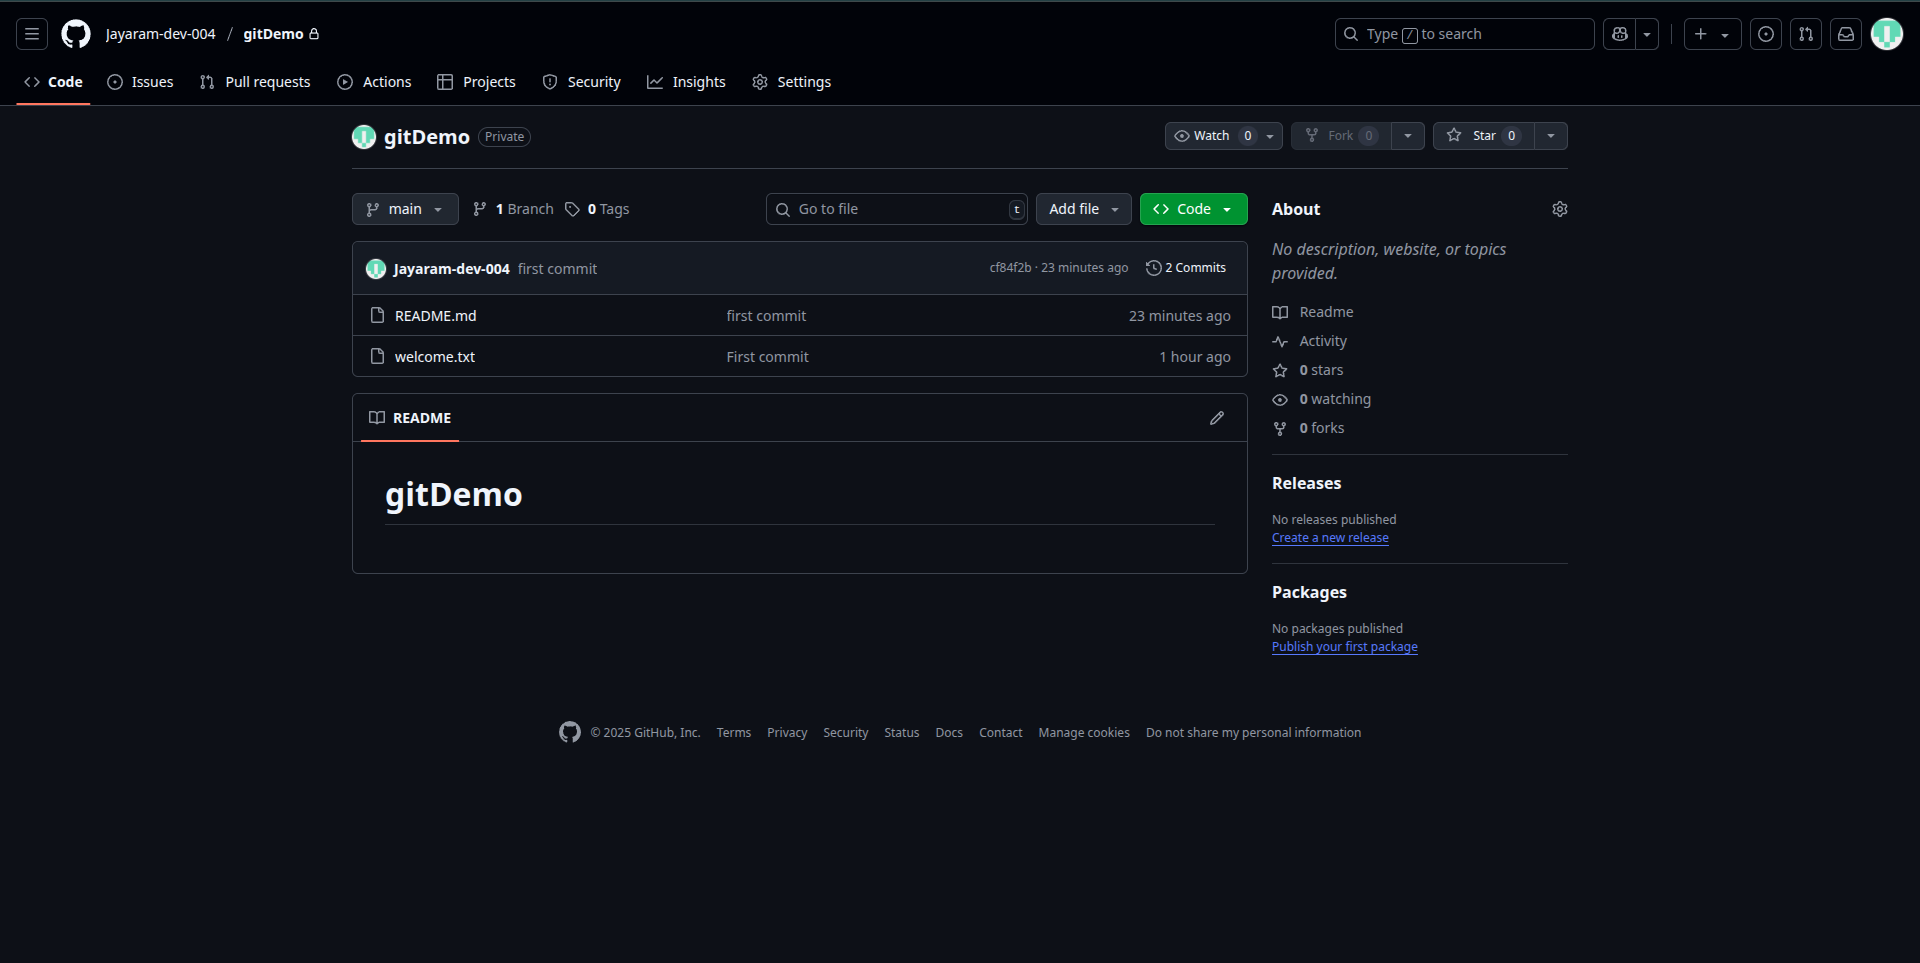 Jayaram-dev-004 / gitDemo
Type / to search
Code Issues Pull requests Actions Projects Security Insights Settings
gitDemo Private
Watch 0 Fork 0 Star 0
main 1 Branch 0 Tags Go to file t Add file Code
Jayaram-dev-004 first commit cf84f2b · 23 minutes ago 2 Commits
README.md first commit 23 minutes ago
welcome.txt First commit 1 hour ago
README
gitDemo
About
No description, website, or topics
provided.
Readme
Activity
0 stars
0 watching
0 forks
Releases
No releases published
Create a new release
Packages
No packages published
Publish your first package
© 2025 GitHub, Inc. Terms Privacy Security Status Docs Contact Manage cookies Do not share my personal information